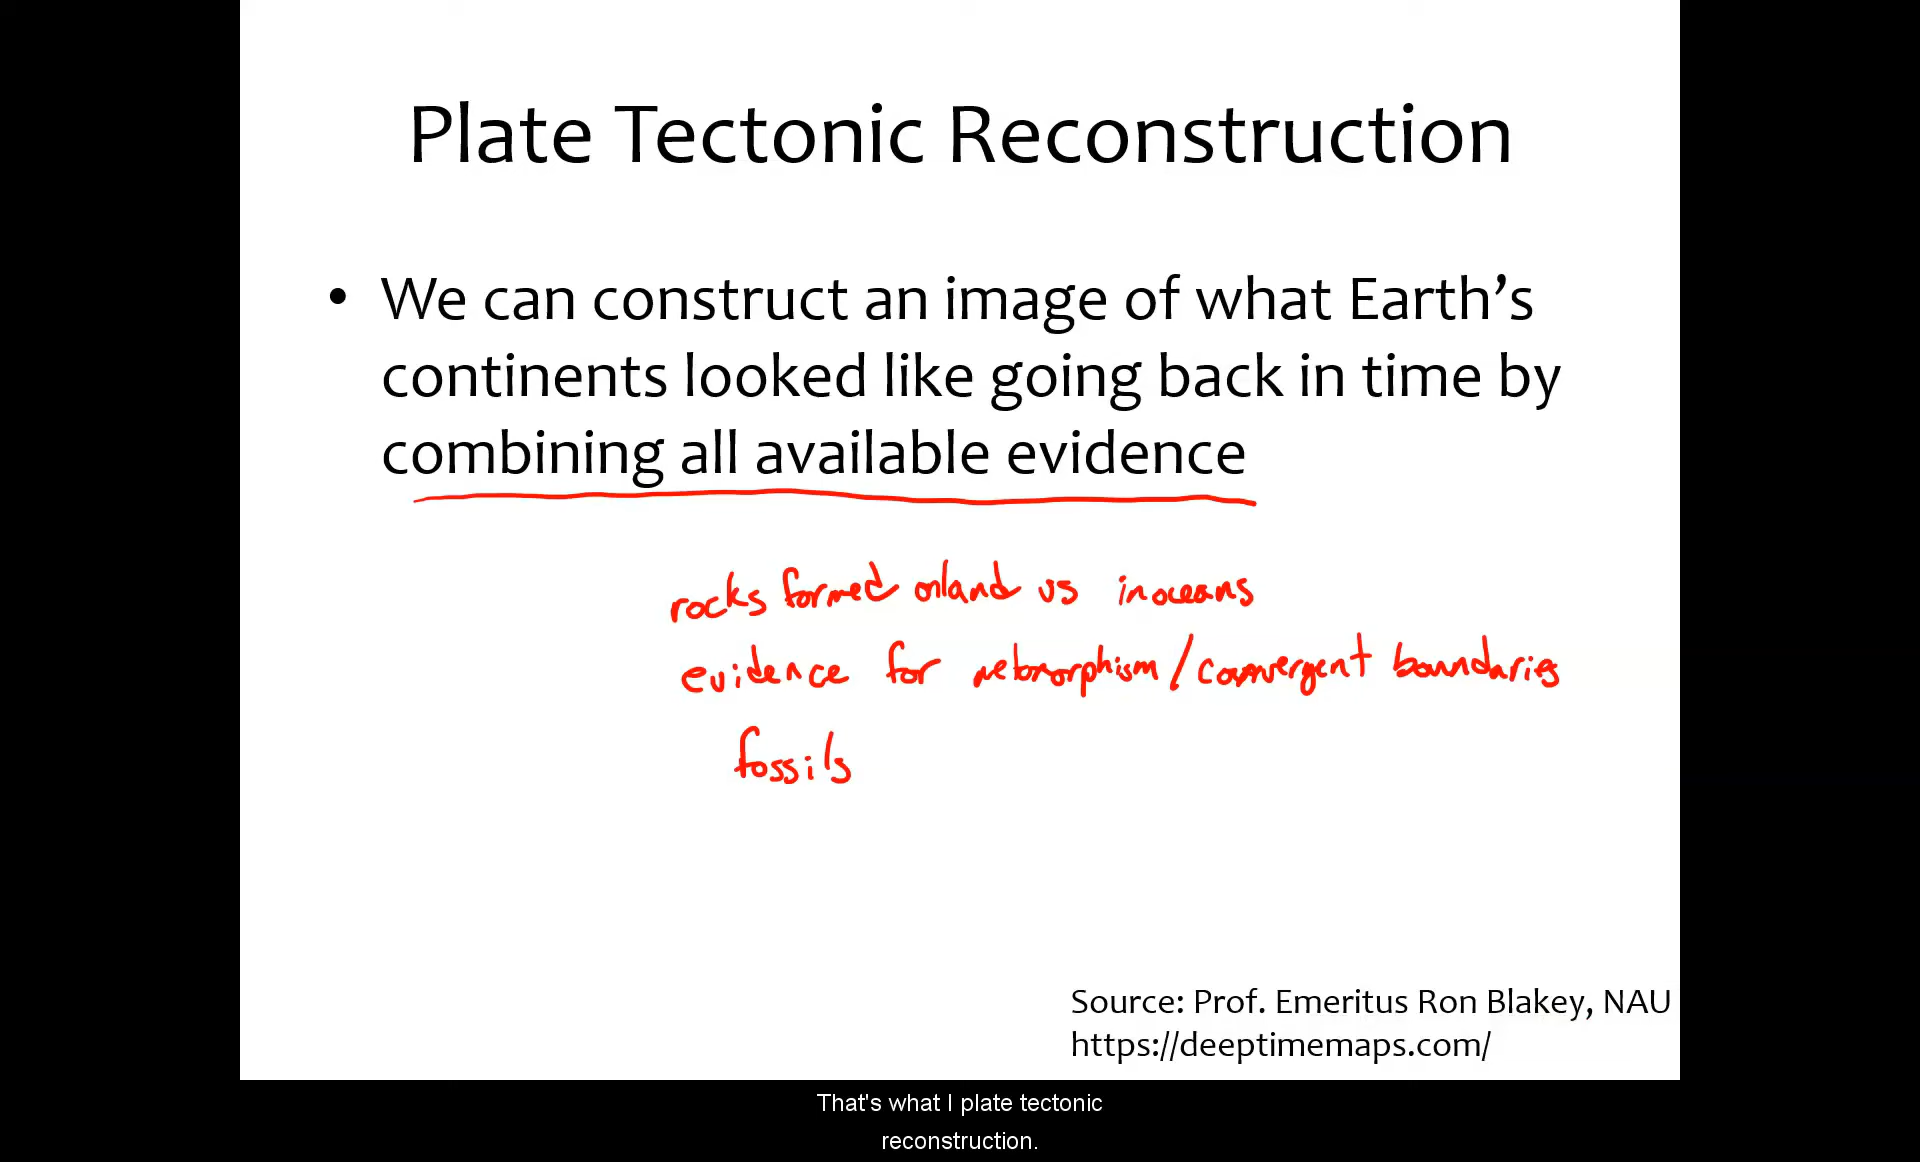 Plate Tectonic Reconstruction
• We can construct an image of what Earth’s
continents looked like going back in time by
combining all available evidence
rocks formed onland vs in oceans
evidence for metamorphism / convergent boundaries
fossils
Source: Prof. Emeritus Ron Blakey, NAU
https://deeptimemaps.com/
That's what I plate tectonic
reconstruction.